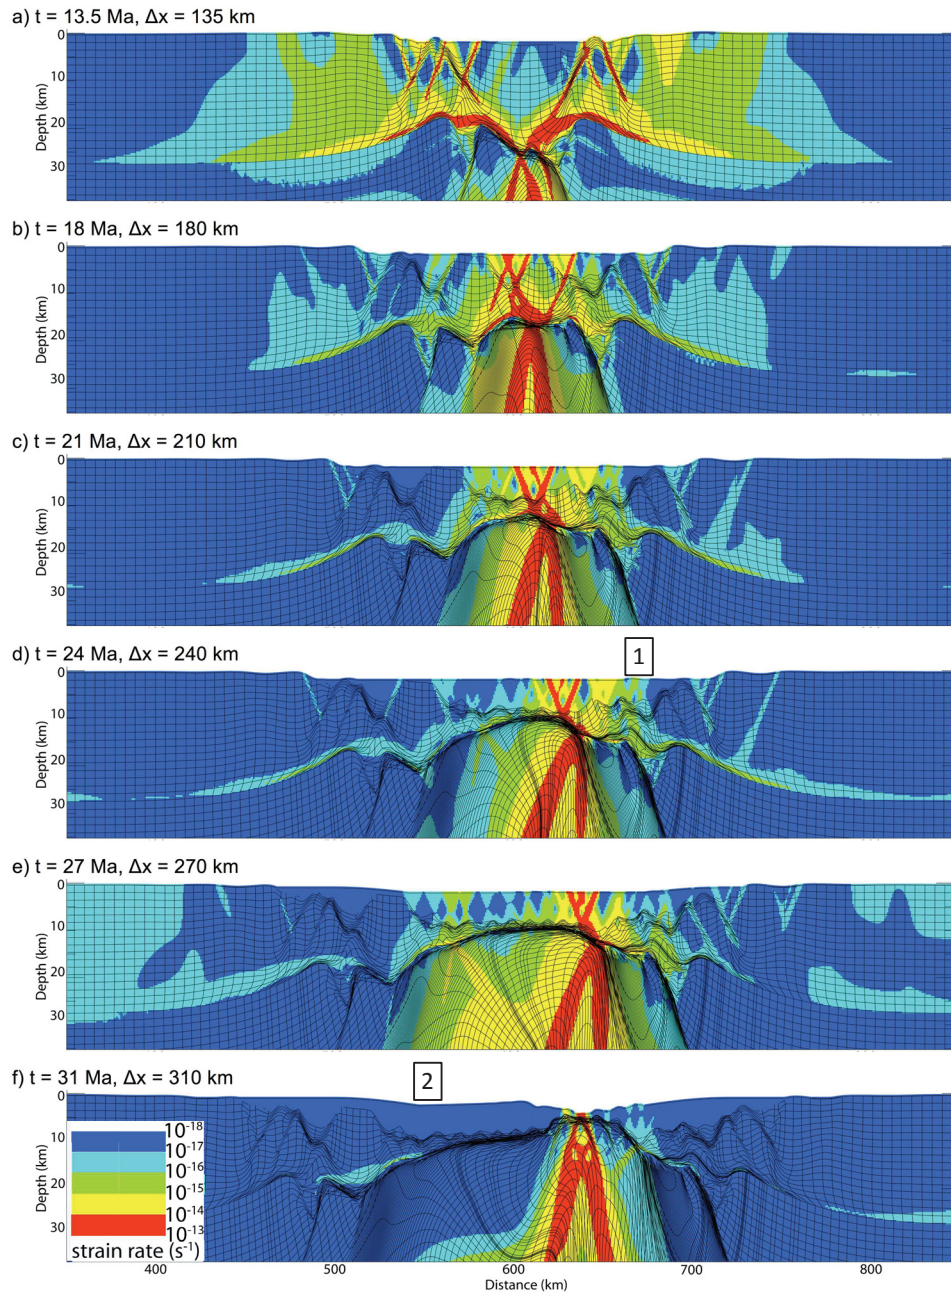 a) t = 13.5 Ma, Δx = 135 km
0
10
20
30
Depth (km)
b) t = 18 Ma, Δx = 180 km
0
10
20
30
Depth (km)
c) t = 21 Ma, Δx = 210 km
0
10
20
30
Depth (km)
1
d) t = 24 Ma, Δx = 240 km
0
10
20
30
Depth (km)
e) t = 27 Ma, Δx = 270 km
0
10
20
30
Depth (km)
2
f) t = 31 Ma, Δx = 310 km
0
10
20
30
Depth (km)
10⁻¹⁸
10⁻¹⁷
10⁻¹⁶
10⁻¹⁵
10⁻¹⁴
10⁻¹³
strain rate (s⁻¹)
400 500 600 700 800
Distance (km)